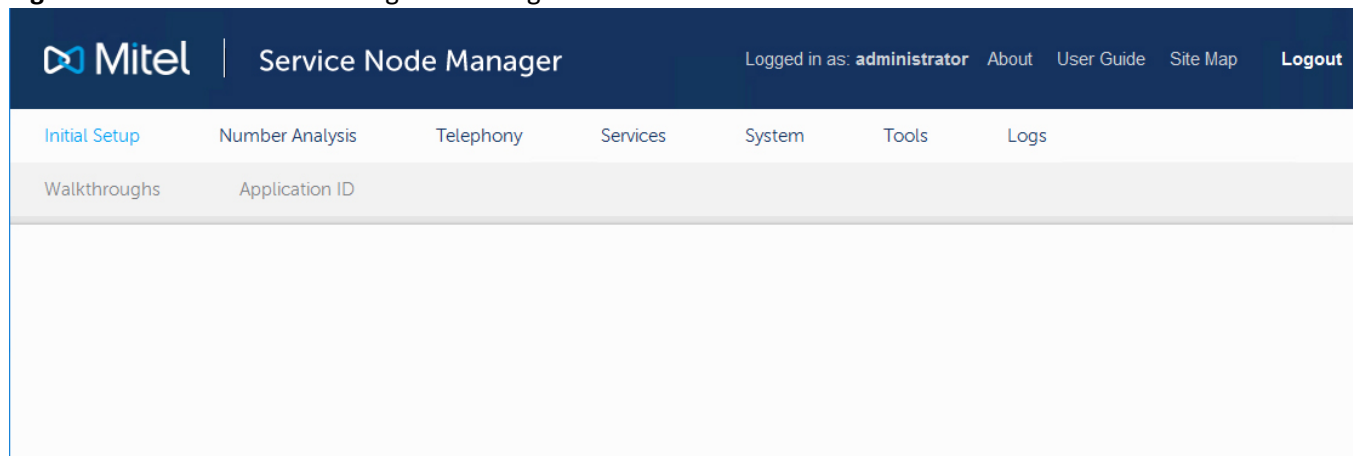 Mitel Service Node Manager Logged in as: administrator About User Guide Site Map Logout
Initial Setup Number Analysis Telephony Services System Tools Logs
Walkthroughs Application ID